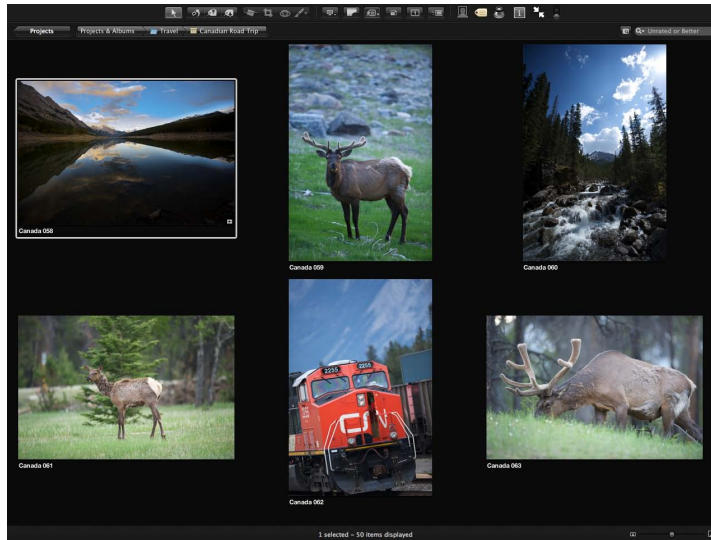 Projects
Projects & Albums
Travel
Canadian Road Trip
Unrated or Better
Canada 058
Canada 059
Canada 060
2255 2255
CN
Canada 061
Canada 062
Canada 063
1 selected – 50 items displayed